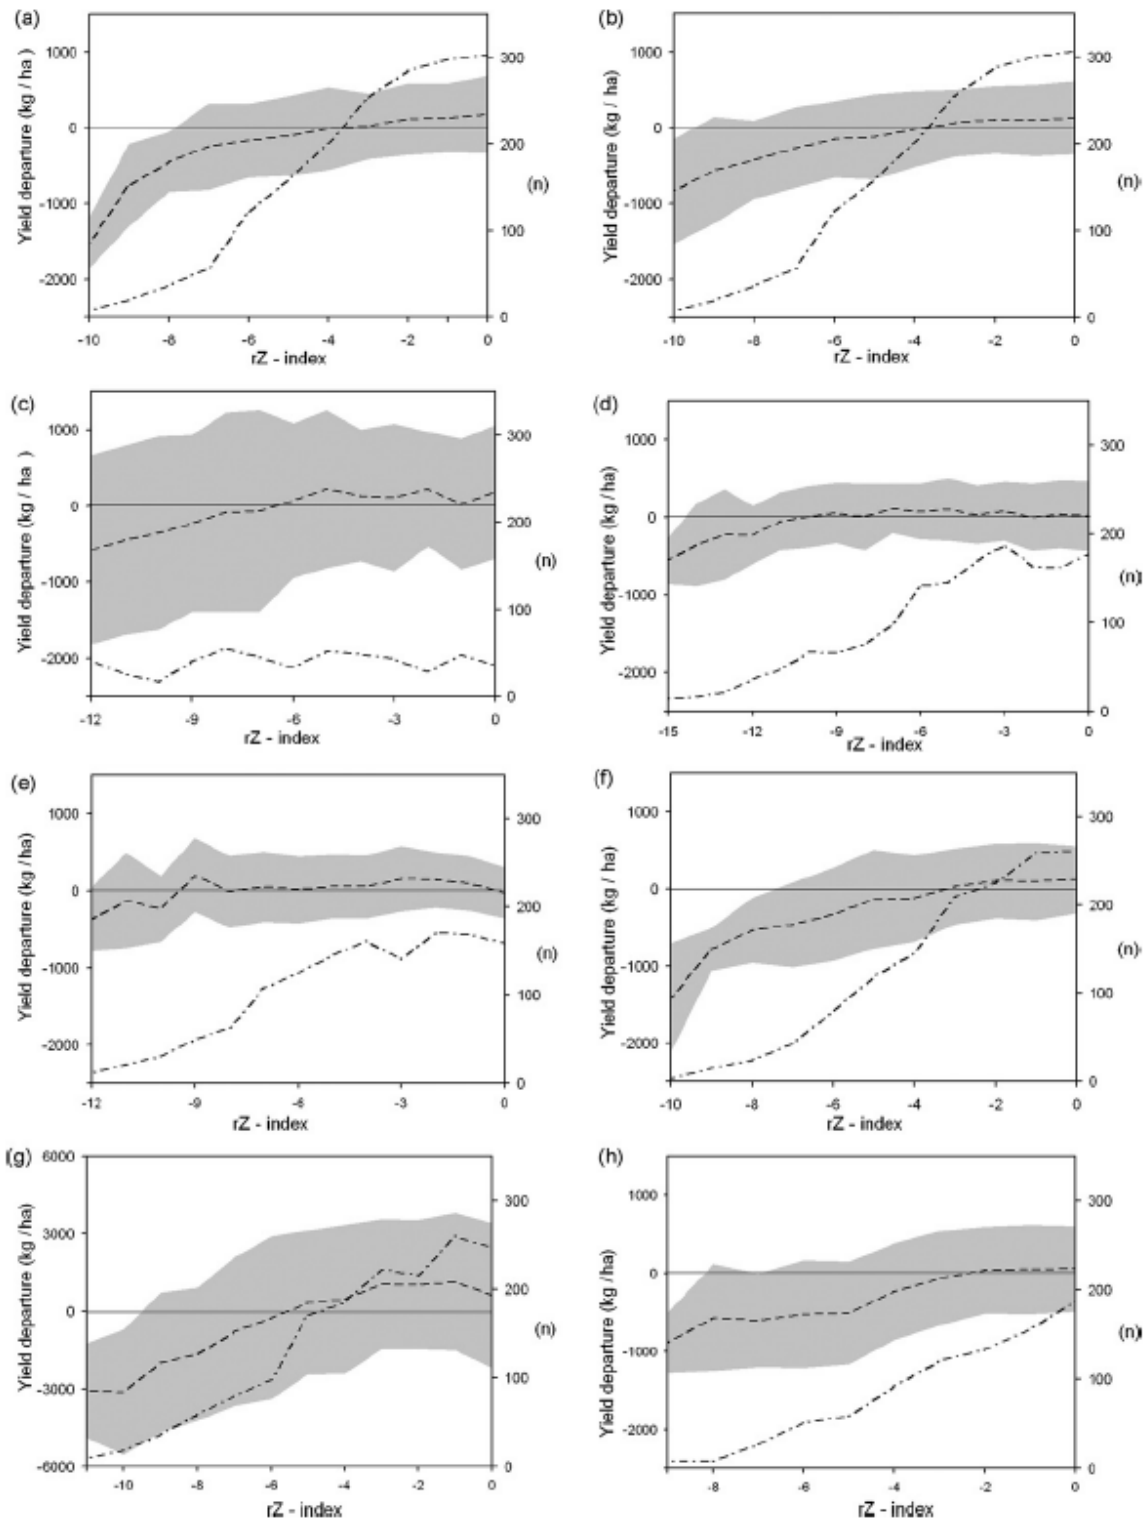 (a)
Yield departure (kg / ha )
1000
0
-1000
-2000
300
200
100
0
(n)
-10 -8 -6 -4 -2 0
rZ - index
(b)
Yield departure (kg / ha)
1000
0
-1000
-2000
300
200
100
0
(n)
-10 -8 -6 -4 -2 0
rZ - index
(c)
Yield departure (kg / ha )
1000
0
-1000
-2000
300
200
100
0
(n)
-12 -9 -6 -3 0
rZ - index
(d)
Yield departure (kg / ha)
1000
0
-1000
-2000
300
200
100
0
(n)
-15 -12 -9 -6 -3 0
rZ - index
(e)
Yield departure (kg / ha)
1000
0
-1000
-2000
300
200
100
0
(n)
-12 -9 -6 -3 0
rZ - index
(f)
Yield departure (kg / ha)
1000
0
-1000
-2000
300
200
100
0
(n)
-10 -8 -6 -4 -2 0
rZ - index
(g)
Yield departure (kg / ha)
6000
3000
0
-3000
-6000
300
200
100
0
(n)
-10 -8 -6 -4 -2 0
rZ - index
(h)
Yield departure (kg / ha)
1000
0
-1000
-2000
300
200
100
0
(n)
-8 -6 -4 -2 0
rZ - index